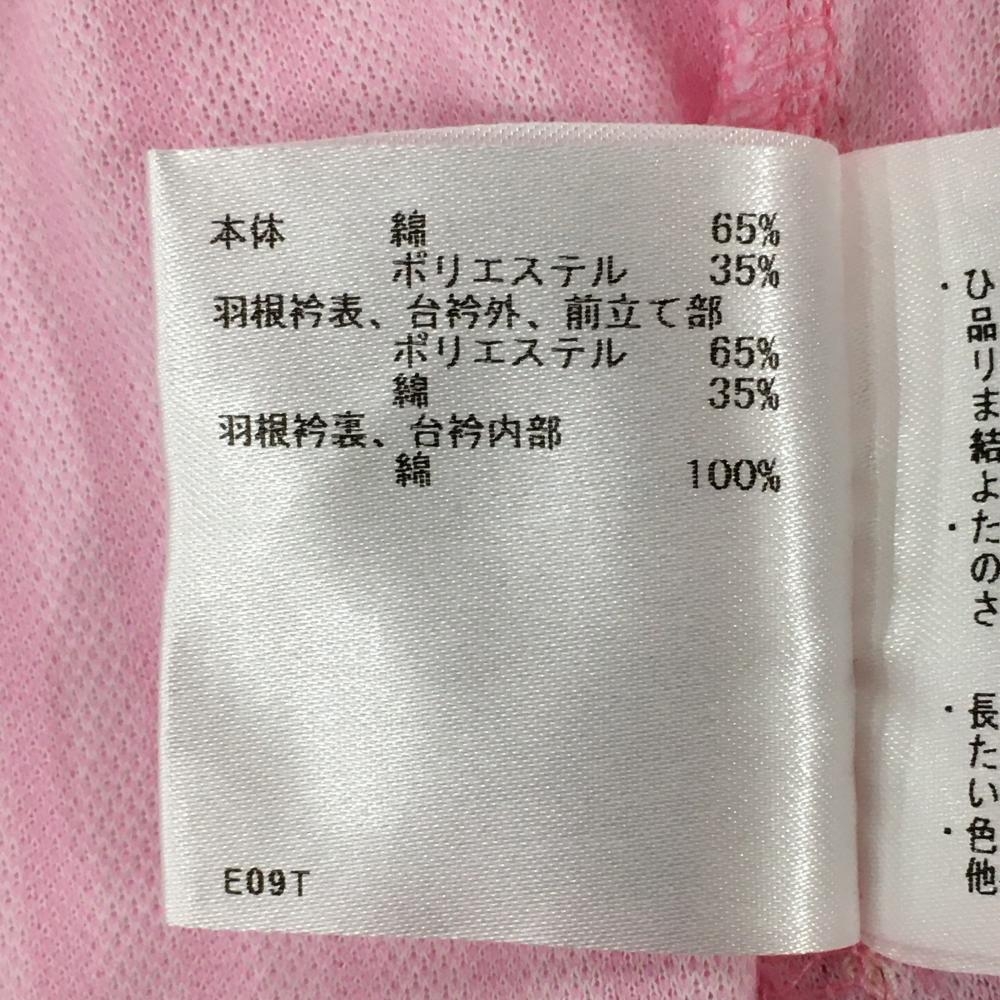 本体 綿 65%
ポリエステル 35%
羽根衿表、台衿外、前立て部
ポリエステル 65%
綿 35%
羽根衿裏、台衿内部
綿 100%
E09T
・ひ
品
リ
ま
結
よ
・た
の
さ
・長
た
い
・色
他